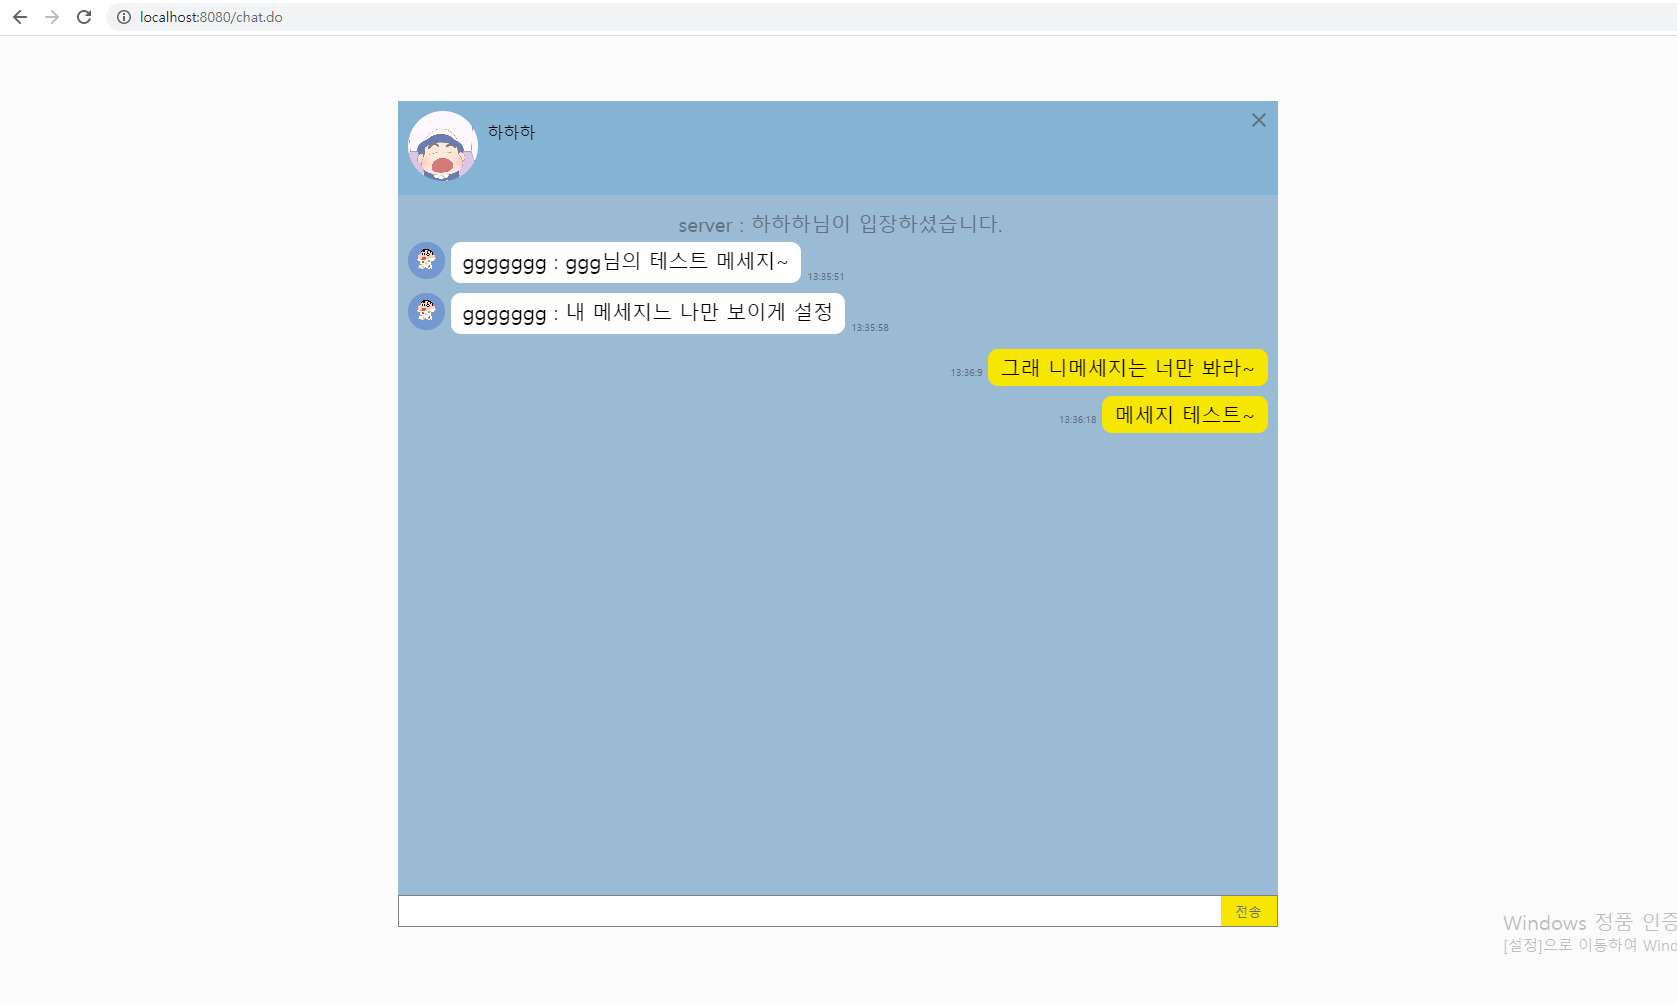 localhost:8080/chat.do
하하하
server : 하하하님이 입장하셨습니다.
ggggggg : ggg님의 테스트 메세지~
13:35:51
ggggggg : 내 메세지느 나만 보이게 설정
13:35:58
13:36:9 그래 니메세지는 너만 봐라~
13:36:18 메세지 테스트~
전송
Windows 정품 인증
[설정]으로 이동하여 Wind